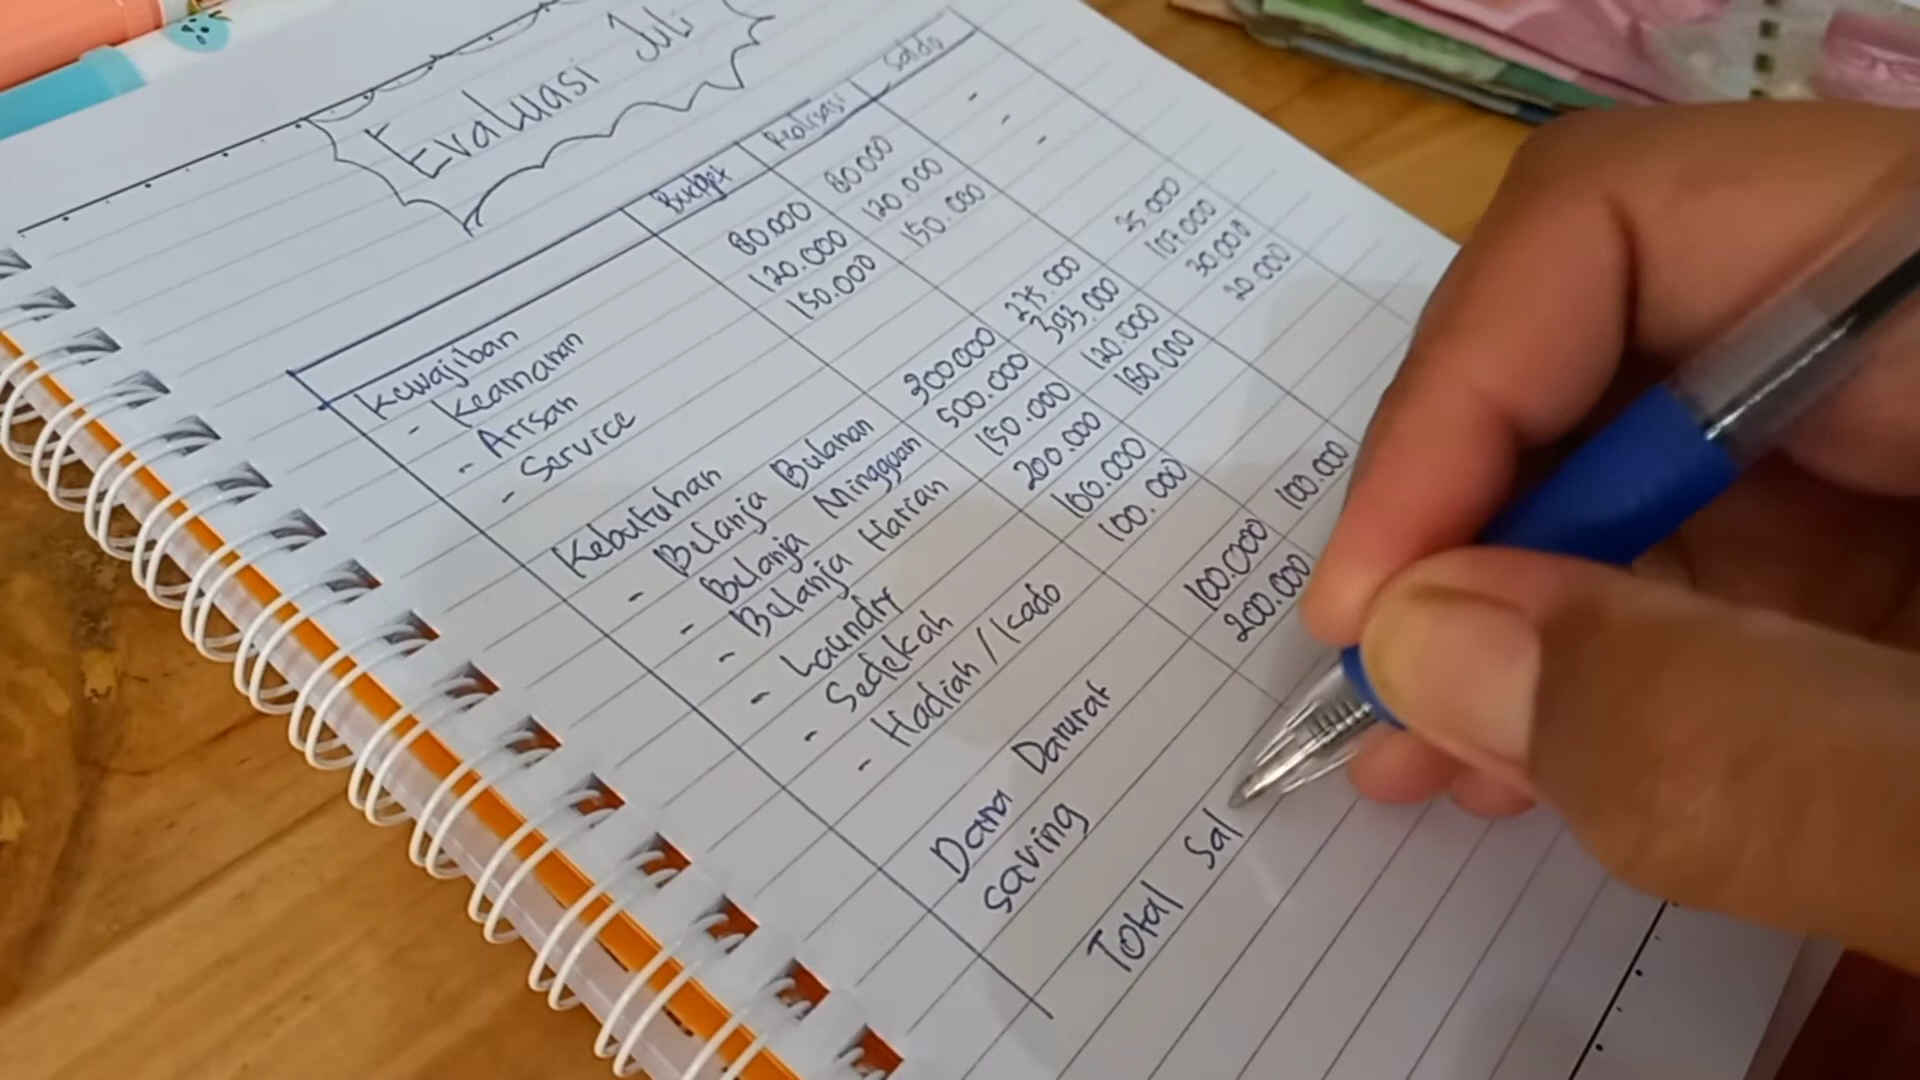 Evaluasi Juli
Budget Realisasi Saldo
Kewajiban
- Keamanan 80.000 80.000 -
- Arisan 120.000 120.000 -
- Service 150.000 150.000 -
Kebutuhan
- Belanja Bulanan 300.000 275.000 25.000
- Belanja Mingguan 500.000 393.000 107.000
- Belanja Harian 150.000 120.000 30.000
- Laundry 200.000 180.000 20.000
- Sedekah 100.000
- Hadiah / Kado 100.000
Dana Darurat 100.000 100.000
Saving 200.000
Total Sal